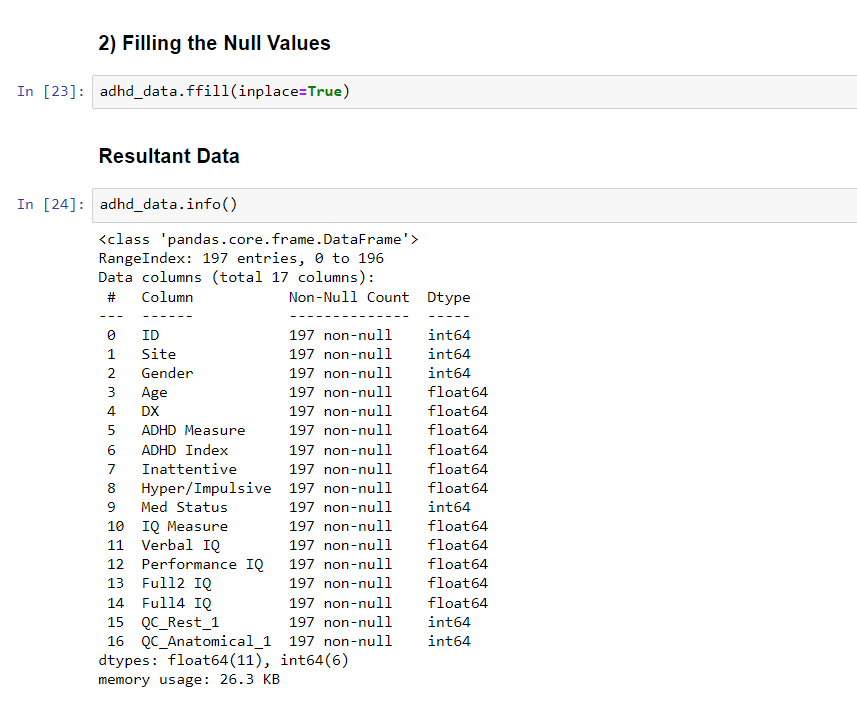 2) Filling the Null Values
In [23]: adhd_data.ffill(inplace=True)
Resultant Data
In [24]: adhd_data.info()
<class 'pandas.core.frame.DataFrame'>
RangeIndex: 197 entries, 0 to 196
Data columns (total 17 columns):
 #   Column           Non-Null Count  Dtype
---  ------           --------------  -----
 0   ID               197 non-null    int64
 1   Site             197 non-null    int64
 2   Gender           197 non-null    int64
 3   Age              197 non-null    float64
 4   DX               197 non-null    float64
 5   ADHD Measure     197 non-null    float64
 6   ADHD Index       197 non-null    float64
 7   Inattentive      197 non-null    float64
 8   Hyper/Impulsive  197 non-null    float64
 9   Med Status       197 non-null    int64
 10  IQ Measure       197 non-null    float64
 11  Verbal IQ        197 non-null    float64
 12  Performance IQ   197 non-null    float64
 13  Full2 IQ         197 non-null    float64
 14  Full4 IQ         197 non-null    float64
 15  QC_Rest_1        197 non-null    int64
 16  QC_Anatomical_1  197 non-null    int64
dtypes: float64(11), int64(6)
memory usage: 26.3 KB